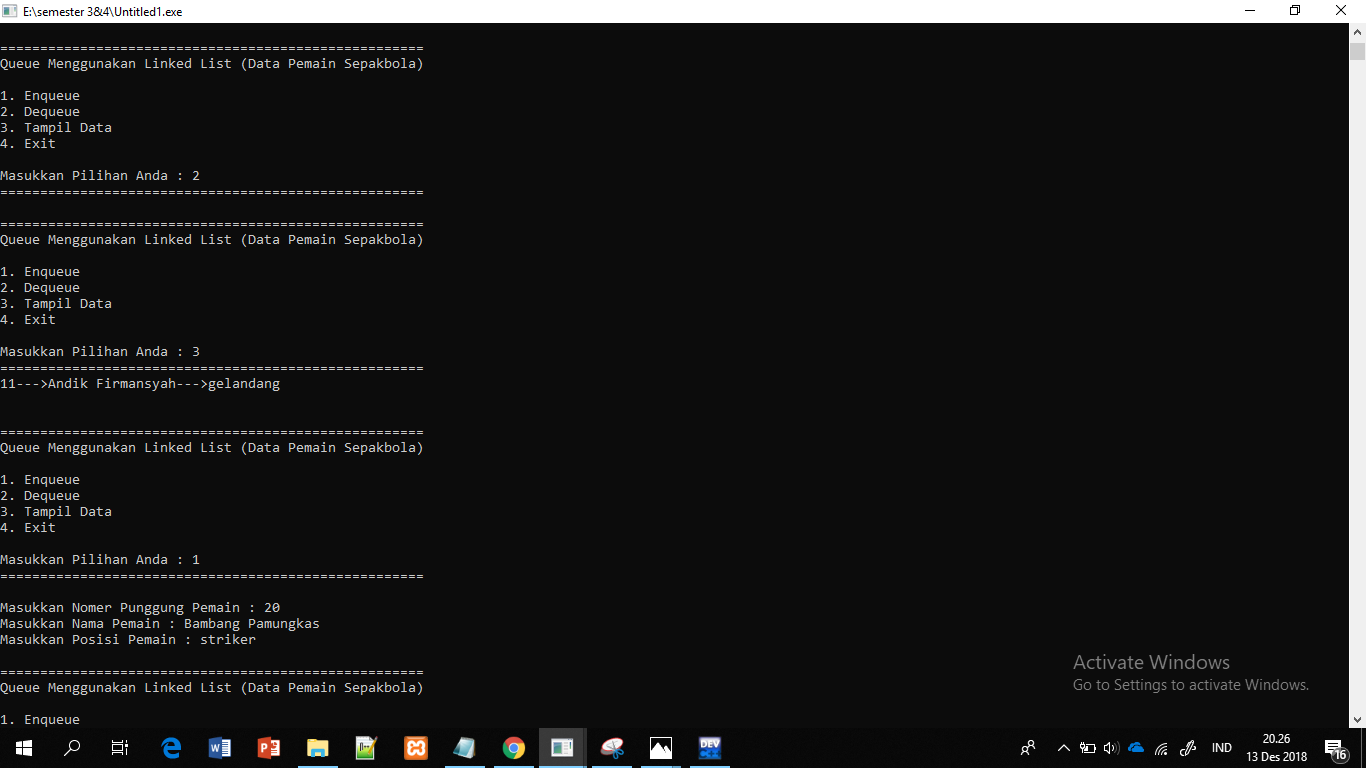 E:\semester 3&4\Untitled1.exe
=====================================================
Queue Menggunakan Linked List (Data Pemain Sepakbola)
1. Enqueue
2. Dequeue
3. Tampil Data
4. Exit
Masukkan Pilihan Anda : 2
=====================================================
=====================================================
Queue Menggunakan Linked List (Data Pemain Sepakbola)
1. Enqueue
2. Dequeue
3. Tampil Data
4. Exit
Masukkan Pilihan Anda : 3
=====================================================
11--->Andik Firmansyah--->gelandang
=====================================================
Queue Menggunakan Linked List (Data Pemain Sepakbola)
1. Enqueue
2. Dequeue
3. Tampil Data
4. Exit
Masukkan Pilihan Anda : 1
=====================================================
Masukkan Nomer Punggung Pemain : 20
Masukkan Nama Pemain : Bambang Pamungkas
Masukkan Posisi Pemain : striker
=====================================================
Queue Menggunakan Linked List (Data Pemain Sepakbola)
1. Enqueue
Activate Windows
Go to Settings to activate Windows.
DEV
IND
20.26
13 Des 2018
16